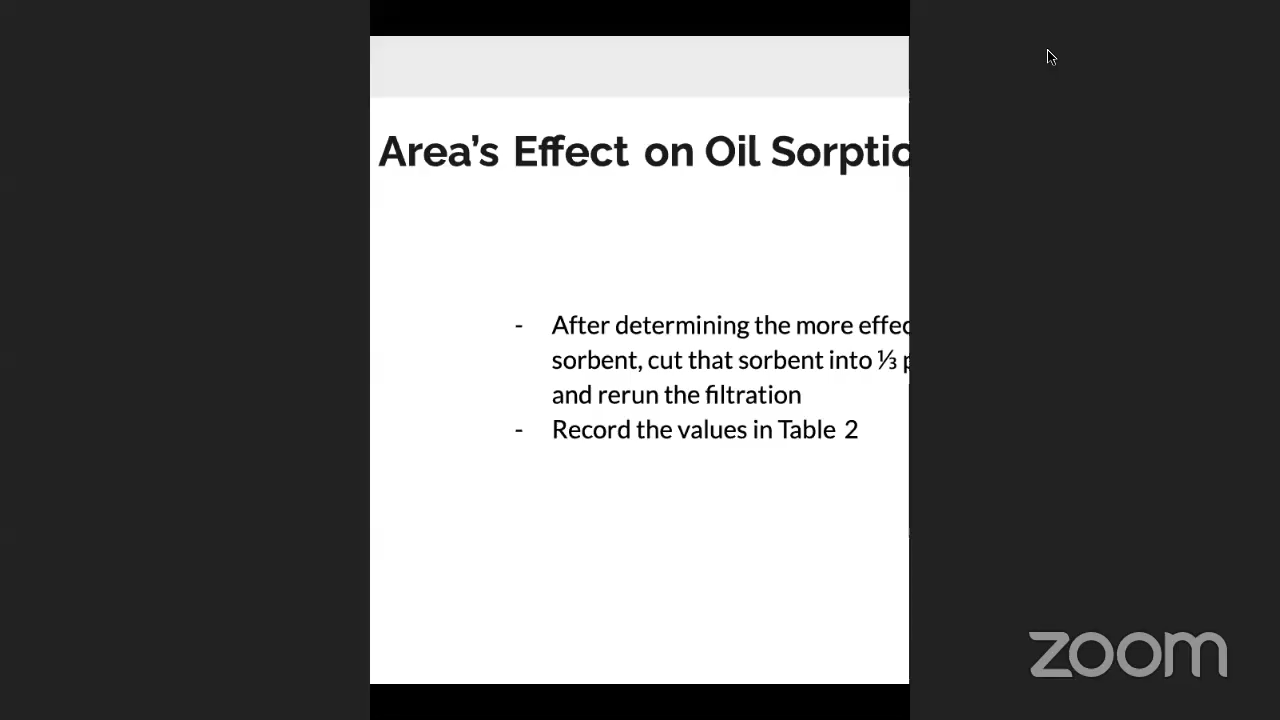 Area's Effect on Oil Sorptio
- After determining the more effec
sorbent, cut that sorbent into ⅓ p
and rerun the filtration
- Record the values in Table 2
zoom